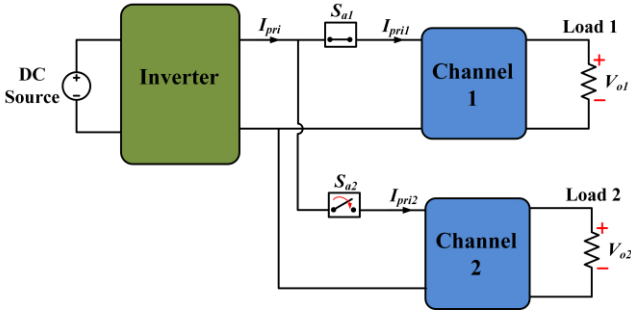 DC
Source
+
−
Inverter
I_pri
S_a1
I_pri1
Channel
1
Load 1
+
V_o1
−
S_a2
I_pri2
Channel
2
Load 2
+
V_o2
−